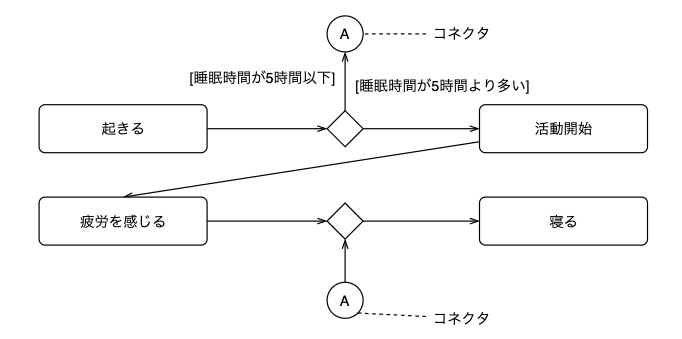 A
コネクタ
[睡眠時間が5時間以下]
[睡眠時間が5時間より多い]
起きる
活動開始
疲労を感じる
寝る
A
コネクタ